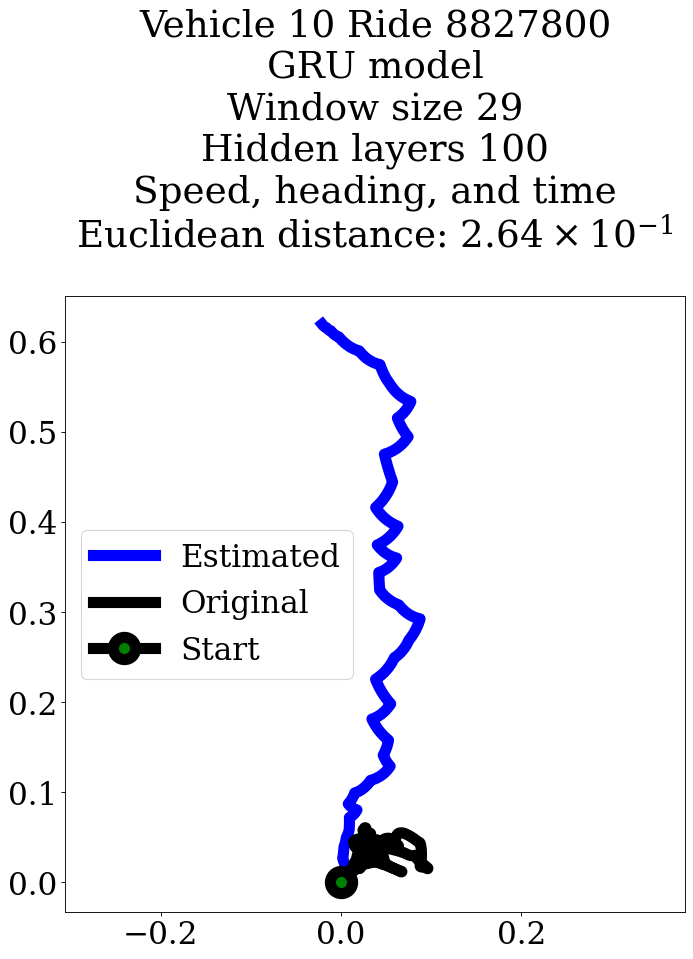 Vehicle 10 Ride 8827800
GRU model
Window size 29
Hidden layers 100
Speed, heading, and time
Euclidean distance: 2.64 × 10⁻¹
0.6
0.5
0.4
0.3
0.2
0.1
0.0
Estimated
Original
Start
−0.2 0.0 0.2